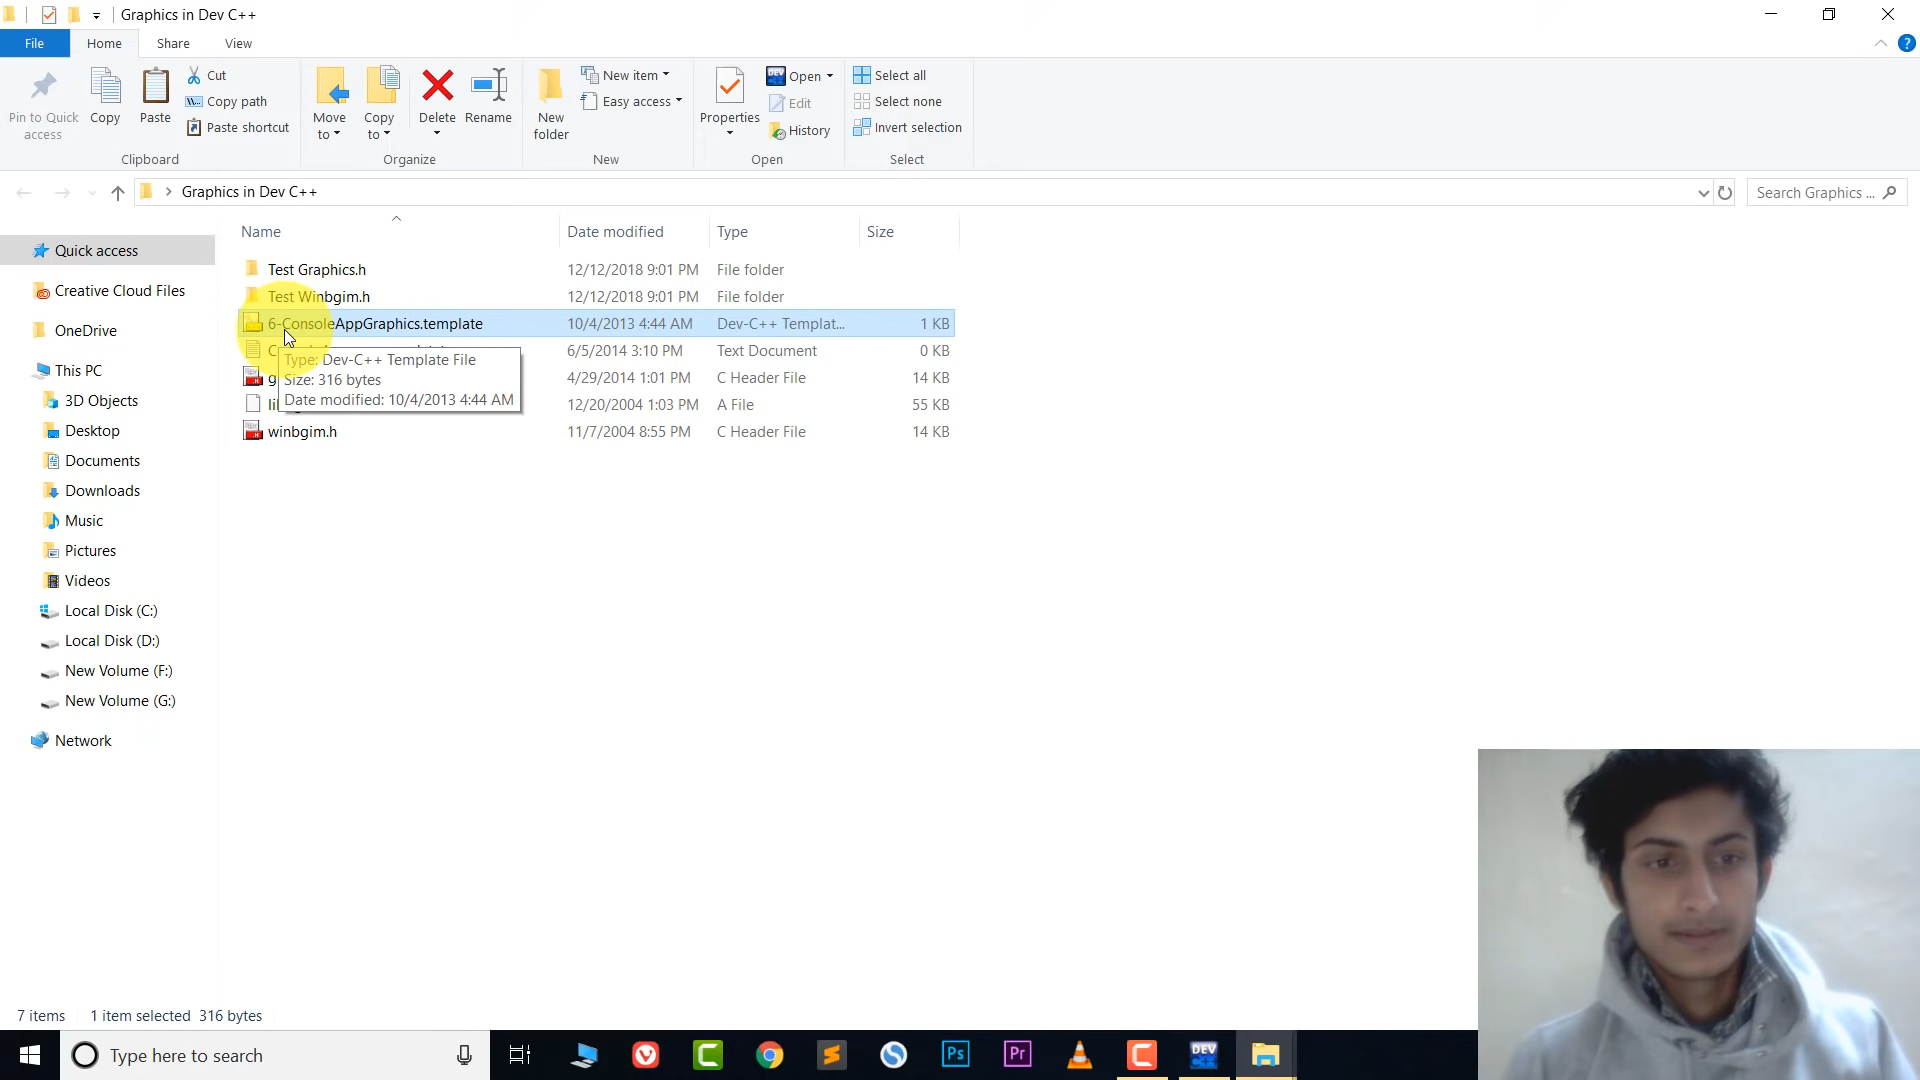 Graphics in Dev C++
File Home Share View
Pin to Quick access
Copy
Paste
Cut
Copy path
Paste shortcut
Clipboard
Move to
Copy to
Delete
Rename
Organize
New folder
New item
Easy access
New
Properties
Open
Edit
History
Open
Select all
Select none
Invert selection
Select
Graphics in Dev C++
Search Graphics ...
Name Date modified Type Size
Test Graphics.h 12/12/2018 9:01 PM File folder
Test Winbgim.h 12/12/2018 9:01 PM File folder
6-ConsoleAppGraphics.template 10/4/2013 4:44 AM Dev-C++ Templat... 1 KB
6/5/2014 3:10 PM Text Document 0 KB
g 4/29/2014 1:01 PM C Header File 14 KB
li 12/20/2004 1:03 PM A File 55 KB
winbgim.h 11/7/2004 8:55 PM C Header File 14 KB
Type: Dev-C++ Template File
Size: 316 bytes
Date modified: 10/4/2013 4:44 AM
Quick access
Creative Cloud Files
OneDrive
This PC
3D Objects
Desktop
Documents
Downloads
Music
Pictures
Videos
Local Disk (C:)
Local Disk (D:)
New Volume (F:)
New Volume (G:)
Network
7 items 1 item selected 316 bytes
Type here to search
Ps
Pr
DEV